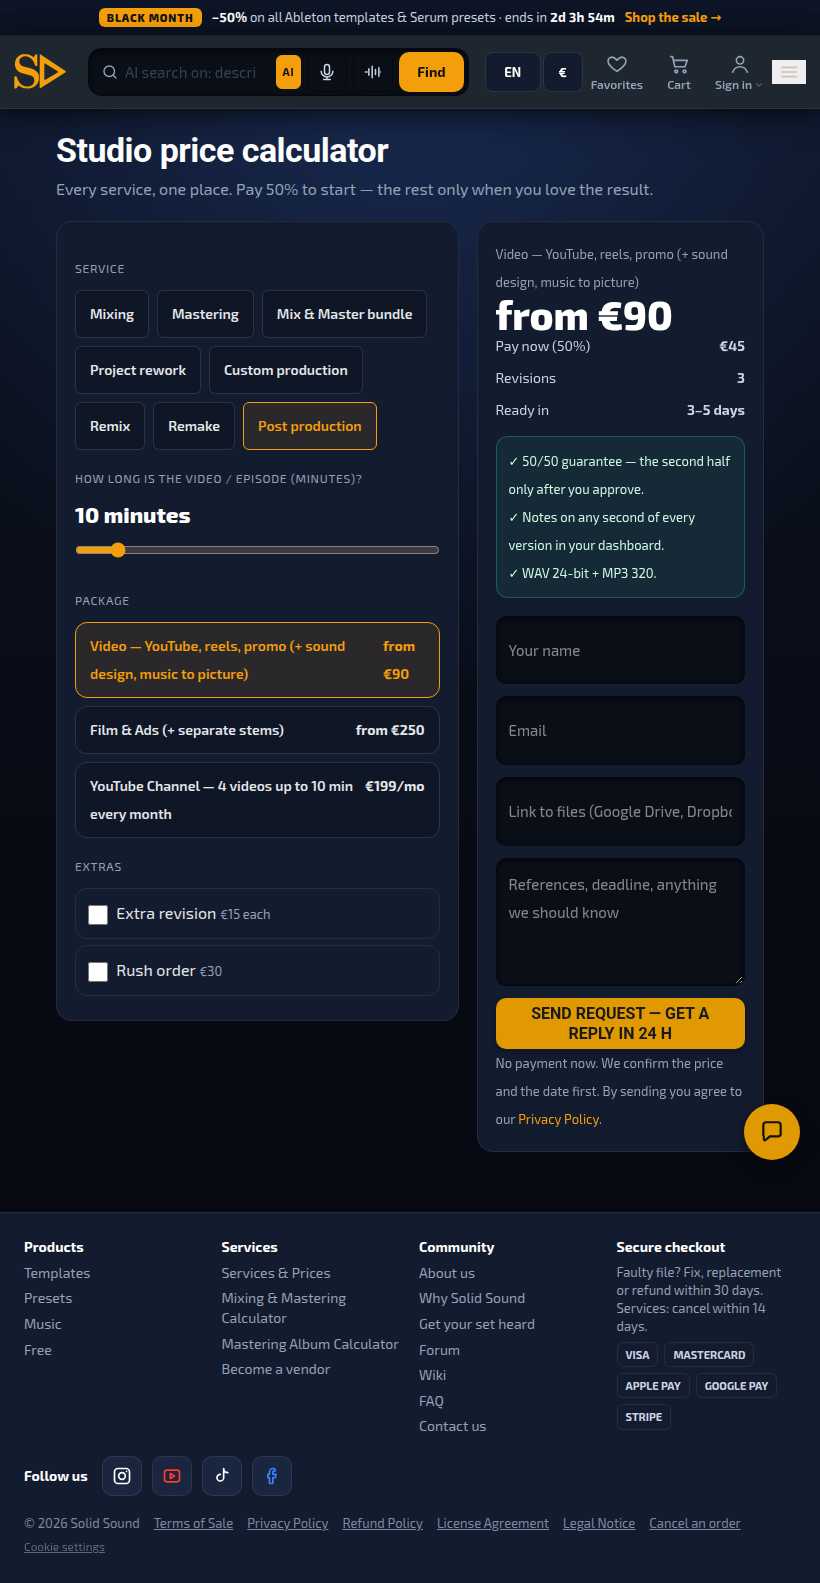 BLACK MONTH −50% on all Ableton templates & Serum presets · ends in 2d 3h 54m Shop the sale →
AI search on: descri
AI
Find
EN
€
Favorites
Cart
Sign in
Studio price calculator
Every service, one place. Pay 50% to start — the rest only when you love the result.
SERVICE
Mixing
Mastering
Mix & Master bundle
Project rework
Custom production
Remix
Remake
Post production
HOW LONG IS THE VIDEO / EPISODE (MINUTES)?
10 minutes
PACKAGE
Video — YouTube, reels, promo (+ sound
design, music to picture)
from
€90
Film & Ads (+ separate stems)
from €250
YouTube Channel — 4 videos up to 10 min
every month
€199/mo
EXTRAS
Extra revision €15 each
Rush order €30
Video — YouTube, reels, promo (+ sound
design, music to picture)
from €90
Pay now (50%) €45
Revisions 3
Ready in 3–5 days
✓ 50/50 guarantee — the second half
only after you approve.
✓ Notes on any second of every
version in your dashboard.
✓ WAV 24-bit + MP3 320.
Your name
Email
Link to files (Google Drive, Dropbo
References, deadline, anything
we should know
SEND REQUEST — GET A
REPLY IN 24 H
No payment now. We confirm the price
and the date first. By sending you agree to
our Privacy Policy.
Products
Templates
Presets
Music
Free
Services
Services & Prices
Mixing & Mastering
Calculator
Mastering Album Calculator
Become a vendor
Community
About us
Why Solid Sound
Get your set heard
Forum
Wiki
FAQ
Contact us
Secure checkout
Faulty file? Fix, replacement
or refund within 30 days.
Services: cancel within 14
days.
VISA
MASTERCARD
APPLE PAY
GOOGLE PAY
STRIPE
Follow us
© 2026 Solid Sound Terms of Sale Privacy Policy Refund Policy License Agreement Legal Notice Cancel an order
Cookie settings